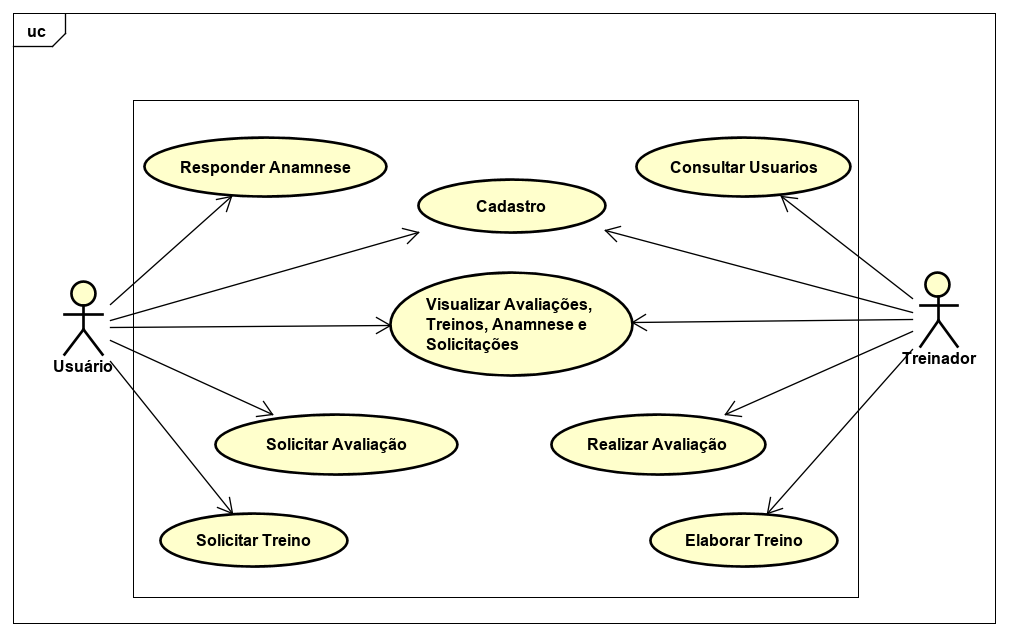 uc
Responder Anamnese
Consultar Usuarios
Cadastro
Visualizar Avaliações,
Treinos, Anamnese e
Solicitações
Usuário
Treinador
Solicitar Avaliação
Realizar Avaliação
Solicitar Treino
Elaborar Treino